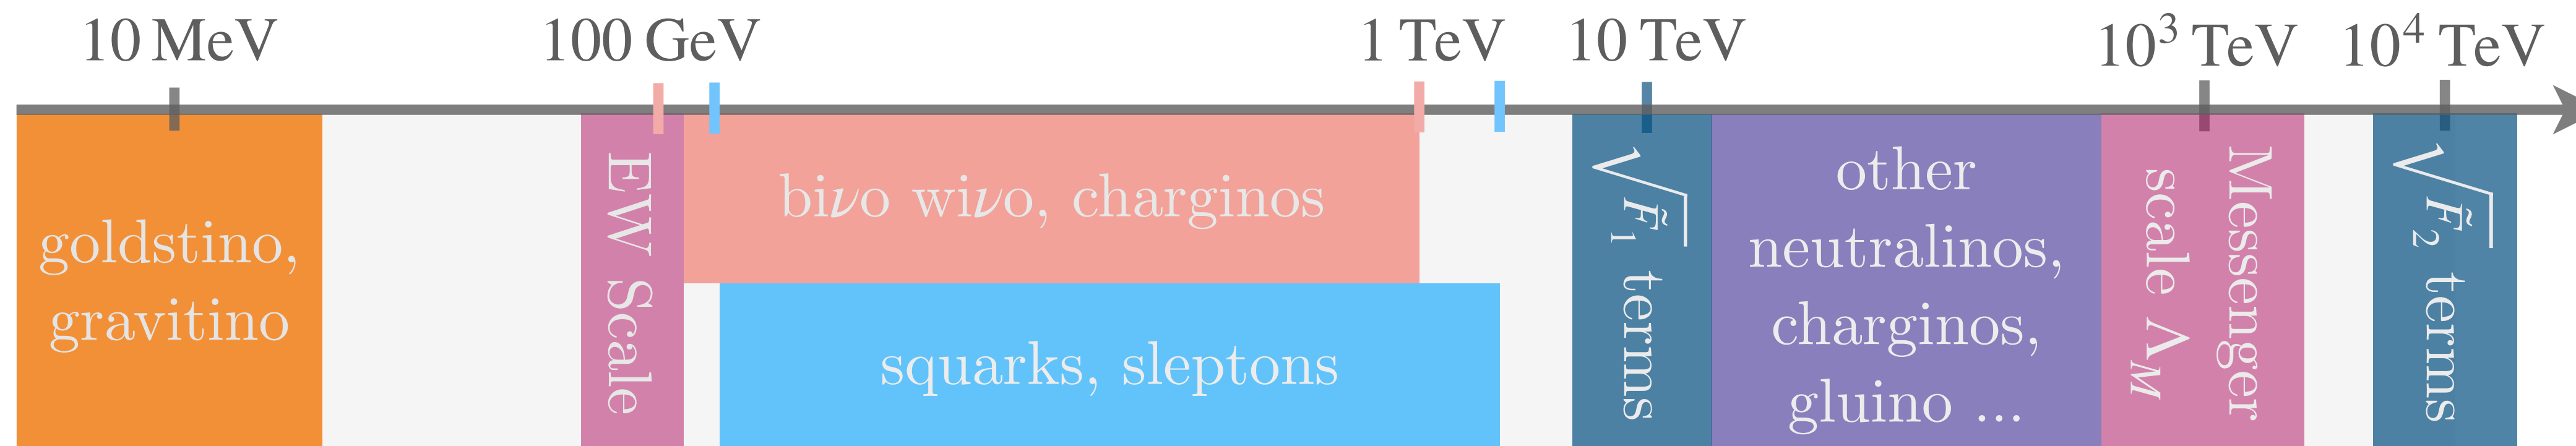 10 MeV
100 GeV
1 TeV
10 TeV
10³ TeV
10⁴ TeV
goldstino,
gravitino
EW Scale
biνo wiνo, charginos
squarks, sleptons
√F̃₁ terms
other
neutralinos,
charginos,
gluino ...
Messenger
scale Λ_M
√F̃₂ terms